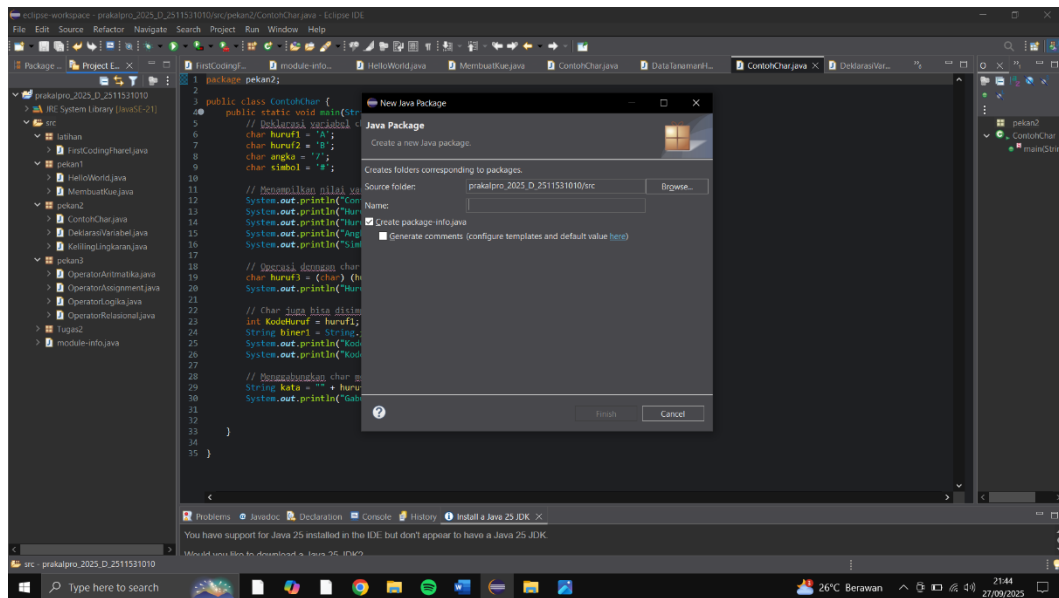 eclipse-workspace - prakalpro_2025_D_2511531010/src/pekan2/ContohChar.java - Eclipse IDE
File Edit Source Refactor Navigate Search Project Run Window Help
Package ... Project E...
FirstCodingF... module-info... HelloWorld.java MembuatKue.java ContohChar.java DataTanamanH... ContohChar.java DeklarasiVar...
prakalpro_2025_D_2511531010
JRE System Library [JavaSE-21]
src
latihan
FirstCodingFharel.java
pekan1
HelloWorld.java
MembuatKue.java
pekan2
ContohChar.java
DeklarasiVariabel.java
KelilingLingkaran.java
pekan3
OperatorAritmatika.java
OperatorAssignment.java
OperatorLogika.java
OperatorRelasional.java
Tugas2
module-info.java
1 package pekan2;
2
3 public class ContohChar {
4 public static void main(Str
5 // Deklarasi variabel c
6 char huruf1 = 'A';
7 char huruf2 = 'B';
8 char angka = '7';
9 char simbol = '#';
10
11 // Menampilkan nilai va
12 System.out.println("Con
13 System.out.println("Hur
14 System.out.println("Hur
15 System.out.println("Ang
16 System.out.println("Sim
17
18 // Operasi denngan char
19 char huruf3 = (char) (h
20 System.out.println("Hur
21
22 // Char juga bisa disim
23 int KodeHuruf = huruf1;
24 String biner1 = String.
25 System.out.println("Kod
26 System.out.println("Kod
27
28 // Menggabungkan char m
29 String kata = "" + huru
30 System.out.println("Gab
31
32
33 }
34
35 }
New Java Package
Java Package
Create a new Java package.
Creates folders corresponding to packages.
Source folder: prakalpro_2025_D_2511531010/src Browse...
Name:
Create package-info.java
Generate comments (configure templates and default value here)
Finish Cancel
pekan2
ContohChar
main(Strin
Problems Javadoc Declaration Console History Install a Java 25 JDK
You have support for Java 25 installed in the IDE but don't appear to have a Java 25 JDK.
Would you like to download a Java 25 JDK?
src - prakalpro_2025_D_2511531010
Type here to search
26°C Berawan
21:44
27/09/2025